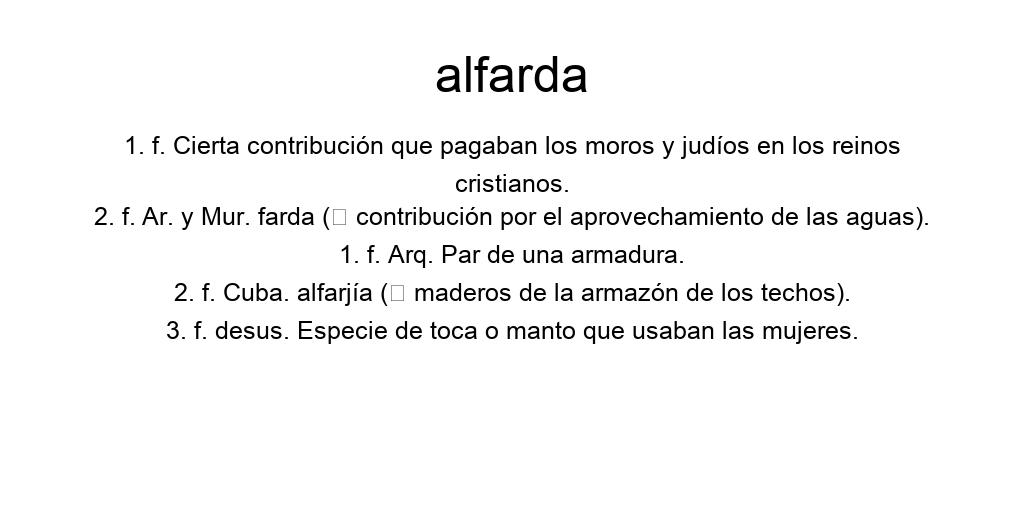 alfarda
1. f. Cierta contribución que pagaban los moros y judíos en los reinos
cristianos.
2. f. Ar. y Mur. farda (□ contribución por el aprovechamiento de las aguas).
1. f. Arq. Par de una armadura.
2. f. Cuba. alfarjía (□ maderos de la armazón de los techos).
3. f. desus. Especie de toca o manto que usaban las mujeres.